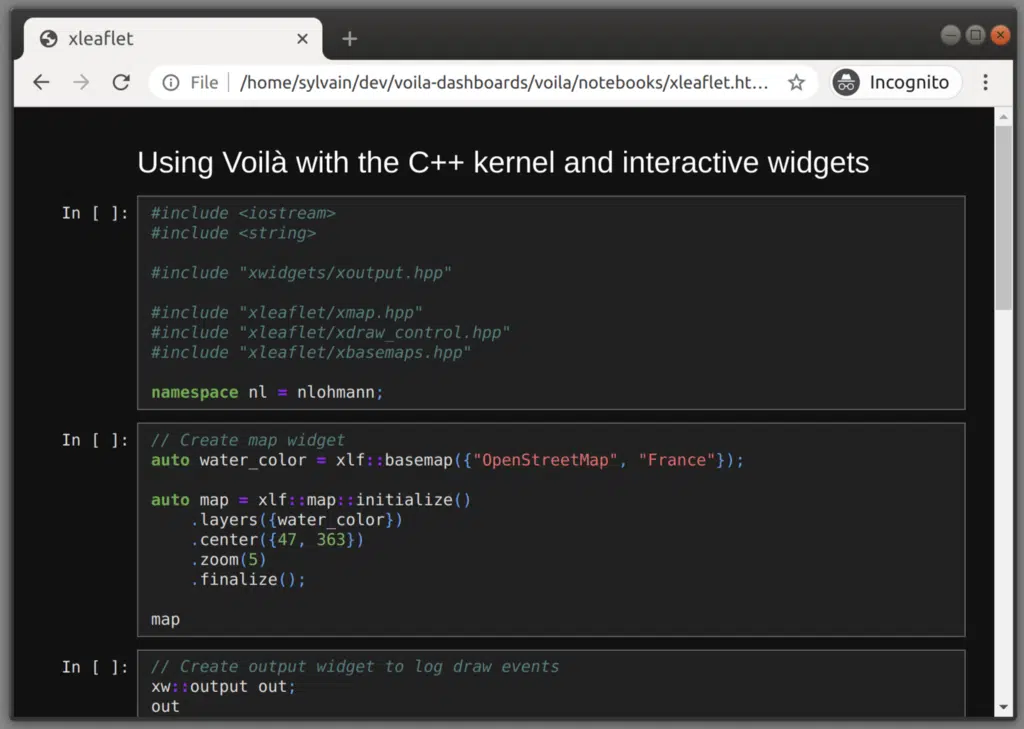 xleaflet
File /home/sylvain/dev/voila-dashboards/voila/notebooks/xleaflet.ht... Incognito
Using Voilà with the C++ kernel and interactive widgets
In [ ]:
#include <iostream>
#include <string>
#include "xwidgets/xoutput.hpp"
#include "xleaflet/xmap.hpp"
#include "xleaflet/xdraw_control.hpp"
#include "xleaflet/xbasemaps.hpp"
namespace nl = nlohmann;
In [ ]:
// Create map widget
auto water_color = xlf::basemap({"OpenStreetMap", "France"});
auto map = xlf::map::initialize()
    .layers({water_color})
    .center({47, 363})
    .zoom(5)
    .finalize();
map
In [ ]:
// Create output widget to log draw events
xw::output out;
out